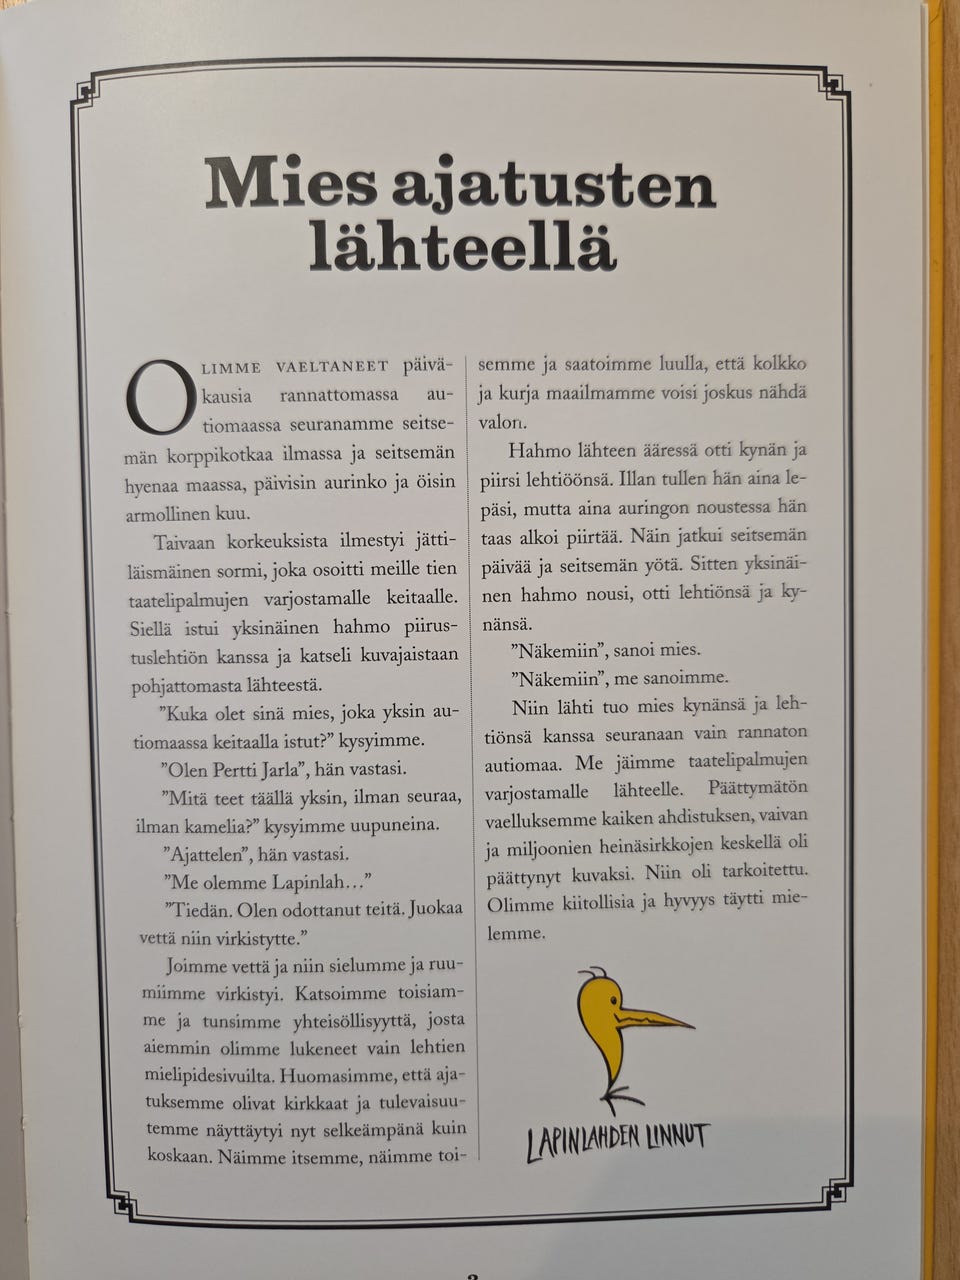 Mies ajatusten
lähteellä
OLIMME VAELTANEET päivä-
kausia rannattomassa au-
tiomaassa seuranamme seitse-
män korppikotkaa ilmassa ja seitsemän
hyenaa maassa, päivisin aurinko ja öisin
armollinen kuu.
Taivaan korkeuksista ilmestyi jätti-
läismäinen sormi, joka osoitti meille tien
taatelipalmujen varjostamalle keitaalle.
Siellä istui yksinäinen hahmo piirus-
tuslehtiön kanssa ja katseli kuvajaistaan
pohjattomasta lähteestä.
”Kuka olet sinä mies, joka yksin au-
tiomaassa keitaalla istut?” kysyimme.
”Olen Pertti Jarla”, hän vastasi.
”Mitä teet täällä yksin, ilman seuraa,
ilman kamelia?” kysyimme uupuneina.
”Ajattelen”, hän vastasi.
”Me olemme Lapinlah…”
”Tiedän. Olen odottanut teitä. Juokaa
vettä niin virkistytte.”
Joimme vettä ja niin sielumme ja ruu-
miimme virkistyi. Katsoimme toisiam-
me ja tunsimme yhteisöllisyyttä, josta
aiemmin olimme lukeneet vain lehtien
mielipidesivuilta. Huomasimme, että aja-
tuksemme olivat kirkkaat ja tulevaisuu-
temme näyttäytyi nyt selkeämpänä kuin
koskaan. Näimme itsemme, näimme toi-
semme ja saatoimme luulla, että kolkko
ja kurja maailmamme voisi joskus nähdä
valon.
Hahmo lähteen ääressä otti kynän ja
piirsi lehtiöönsä. Illan tullen hän aina le-
päsi, mutta aina auringon noustessa hän
taas alkoi piirtää. Näin jatkui seitsemän
päivää ja seitsemän yötä. Sitten yksinäi-
nen hahmo nousi, otti lehtiönsä ja ky-
nänsä.
”Näkemiin”, sanoi mies.
”Näkemiin”, me sanoimme.
Niin lähti tuo mies kynänsä ja leh-
tiönsä kanssa seuranaan vain rannaton
autiomaa. Me jäimme taatelipalmujen
varjostamalle lähteelle. Päättymätön
vaelluksemme kaiken ahdistuksen, vaivan
ja miljoonien heinäsirkkojen keskellä oli
päättynyt kuvaksi. Niin oli tarkoitettu.
Olimme kiitollisia ja hyvyys täytti mie-
lemme.
LAPINLAHDEN LINNUT